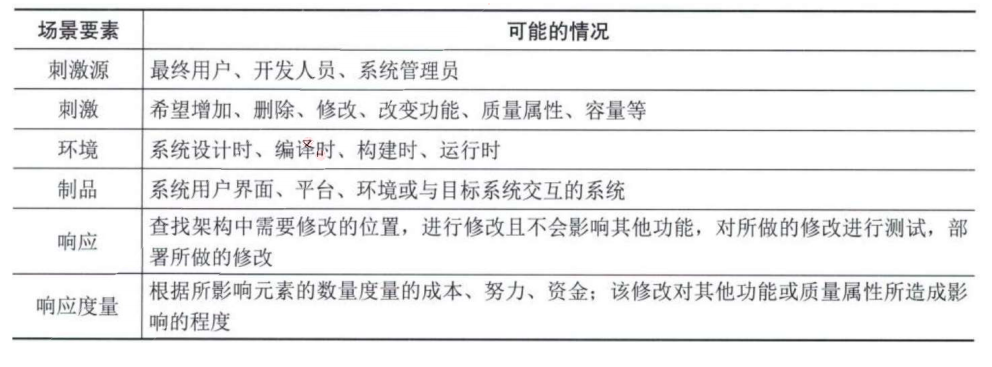 场景要素 可能的情况
刺激源 最终用户、开发人员、系统管理员
刺激 希望增加、删除、修改、改变功能、质量属性、容量等
环境 系统设计时、编译时、构建时、运行时
制品 系统用户界面、平台、环境或与目标系统交互的系统
响应 查找架构中需要修改的位置，进行修改且不会影响其他功能，对所做的修改进行测试，部
署所做的修改
响应度量 根据所影响元素的数量度量的成本、努力、资金；该修改对其他功能或质量属性所造成影
响的程度